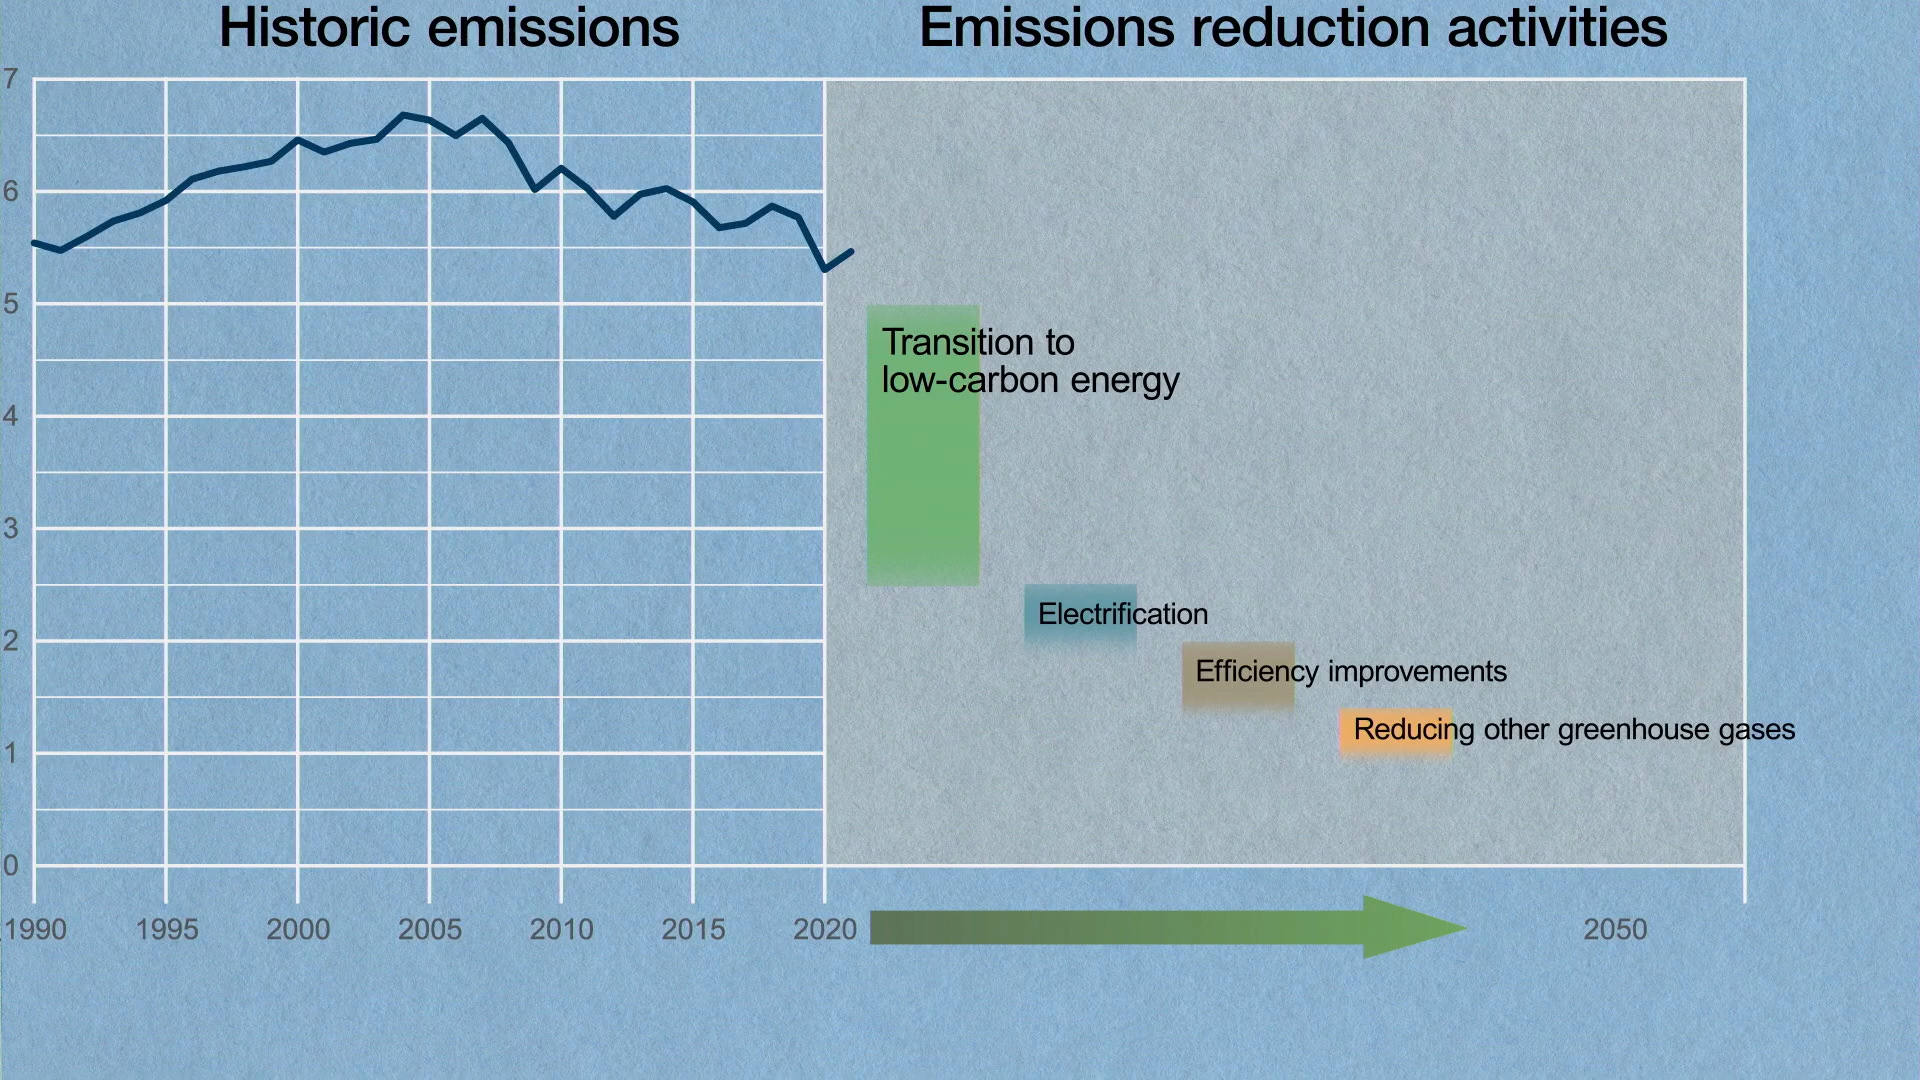 Historic emissions
Emissions reduction activities
7
6
5
4
3
2
1
0
Transition to
low-carbon energy
Electrification
Efficiency improvements
Reducing other greenhouse gases
1990 1995 2000 2005 2010 2015 2020 2050